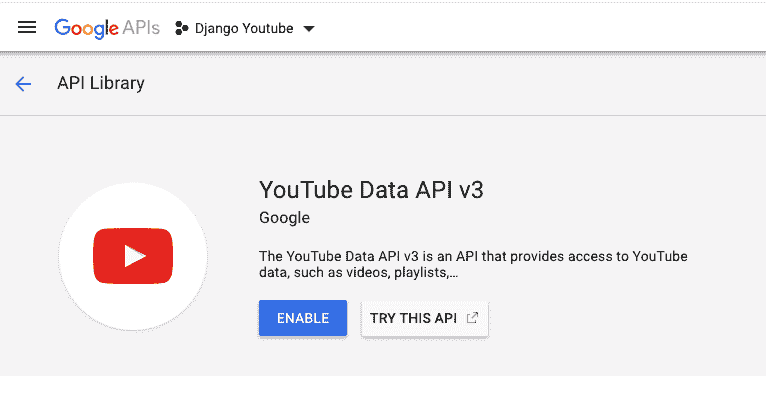 Google APIs Django Youtube
API Library
YouTube Data API v3
Google
The YouTube Data API v3 is an API that provides access to YouTube
data, such as videos, playlists,...
ENABLE TRY THIS API